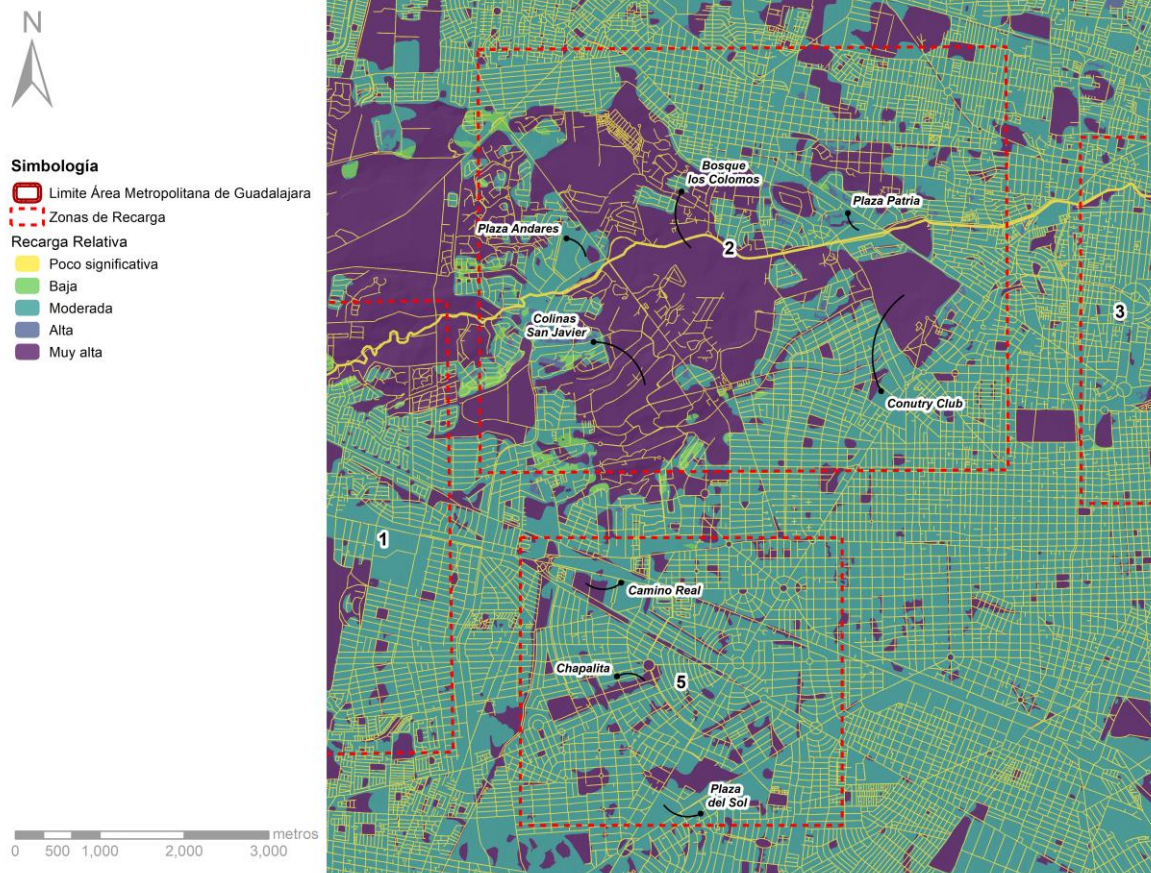 N
Simbología
Limite Área Metropolitana de Guadalajara
Zonas de Recarga
Recarga Relativa
Poco significativa
Baja
Moderada
Alta
Muy alta
metros
0 500 1,000 2,000 3,000
Bosque
los Colomos
Plaza Patria
Plaza Andares
2
3
Colinas
San Javier
Conutry Club
1
Camino Real
Chapalita
5
Plaza
del Sol